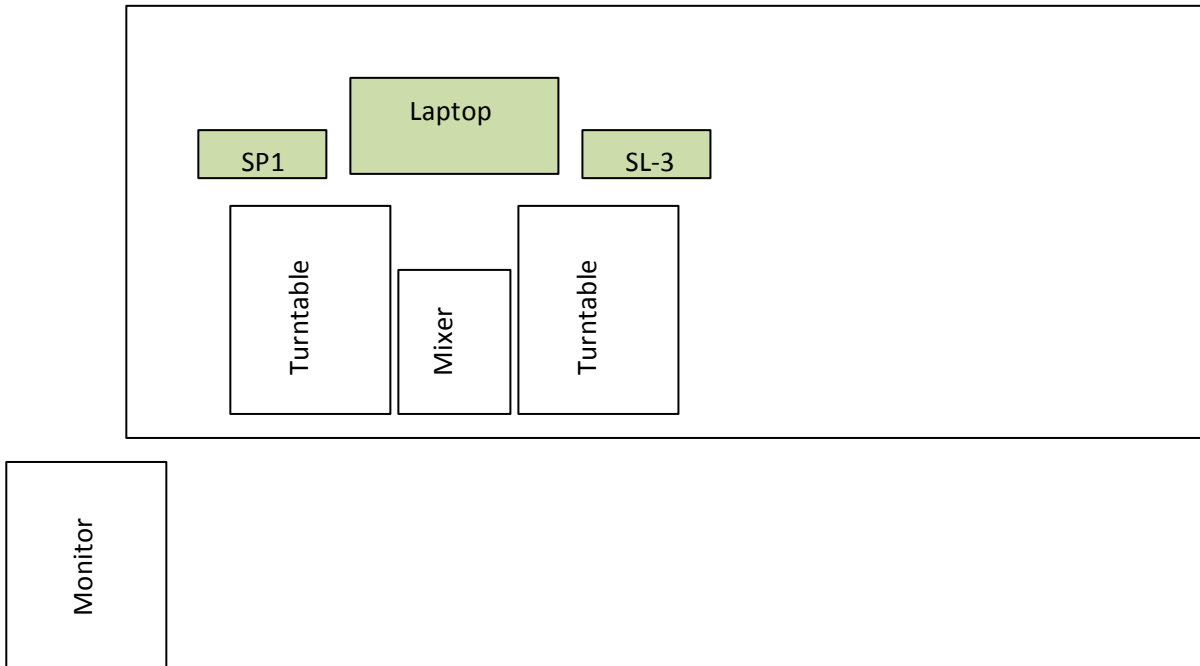 Laptop
SP1
SL-3
Turntable
Mixer
Turntable
Monitor